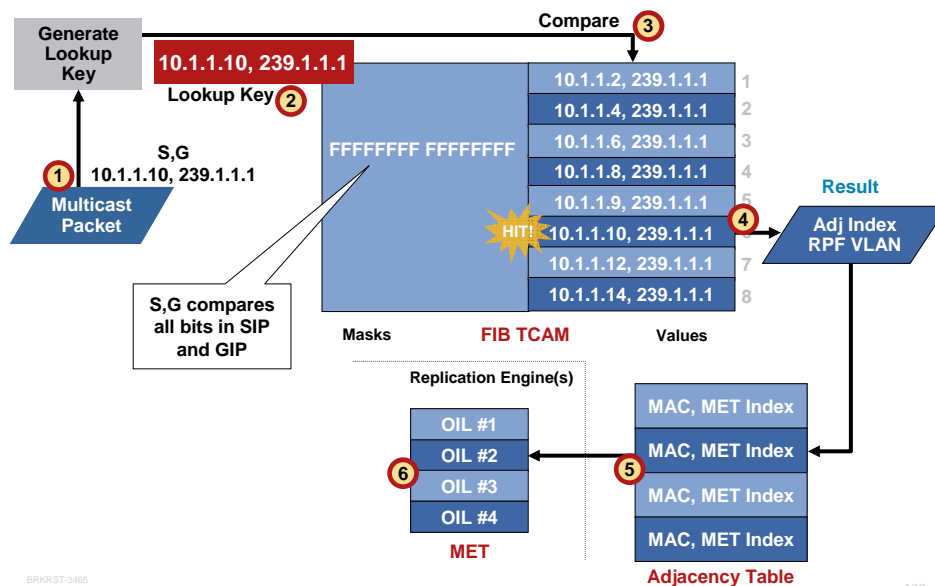 Generate
Lookup
Key
Compare
3
10.1.1.10, 239.1.1.1
Lookup Key
2
S,G
10.1.1.10, 239.1.1.1
1
Multicast
Packet
FFFFFFFF FFFFFFFF
10.1.1.2, 239.1.1.1
1
10.1.1.4, 239.1.1.1
2
10.1.1.6, 239.1.1.1
3
10.1.1.8, 239.1.1.1
4
10.1.1.9, 239.1.1.1
5
HIT!
10.1.1.10, 239.1.1.1
6
10.1.1.12, 239.1.1.1
7
10.1.1.14, 239.1.1.1
8
4
Result
Adj Index
RPF VLAN
S,G compares
all bits in SIP
and GIP
Masks
FIB TCAM
Values
Replication Engine(s)
OIL #1
OIL #2
OIL #3
OIL #4
6
MET
MAC, MET Index
MAC, MET Index
MAC, MET Index
MAC, MET Index
5
Adjacency Table
BRKRST-3465